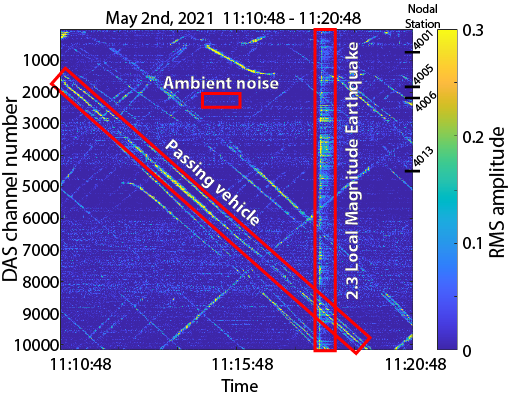 May 2nd, 2021 11:10:48 - 11:20:48
Nodal
Station
0.3
4001
1000
2.3 Local Magnitude Earthquake
Ambient noise
4005
2000
4006
3000
0.2
4000
Passing vehicle
4013
5000
DAS channel number
RMS amplitude
6000
7000
0.1
8000
9000
10000
0
11:10:48
11:15:48
11:20:48
Time